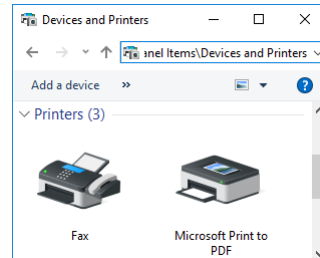 Devices and Printers
anel Items\Devices and Printers
Add a device »
?
Printers (3)
Fax
Microsoft Print to
PDF